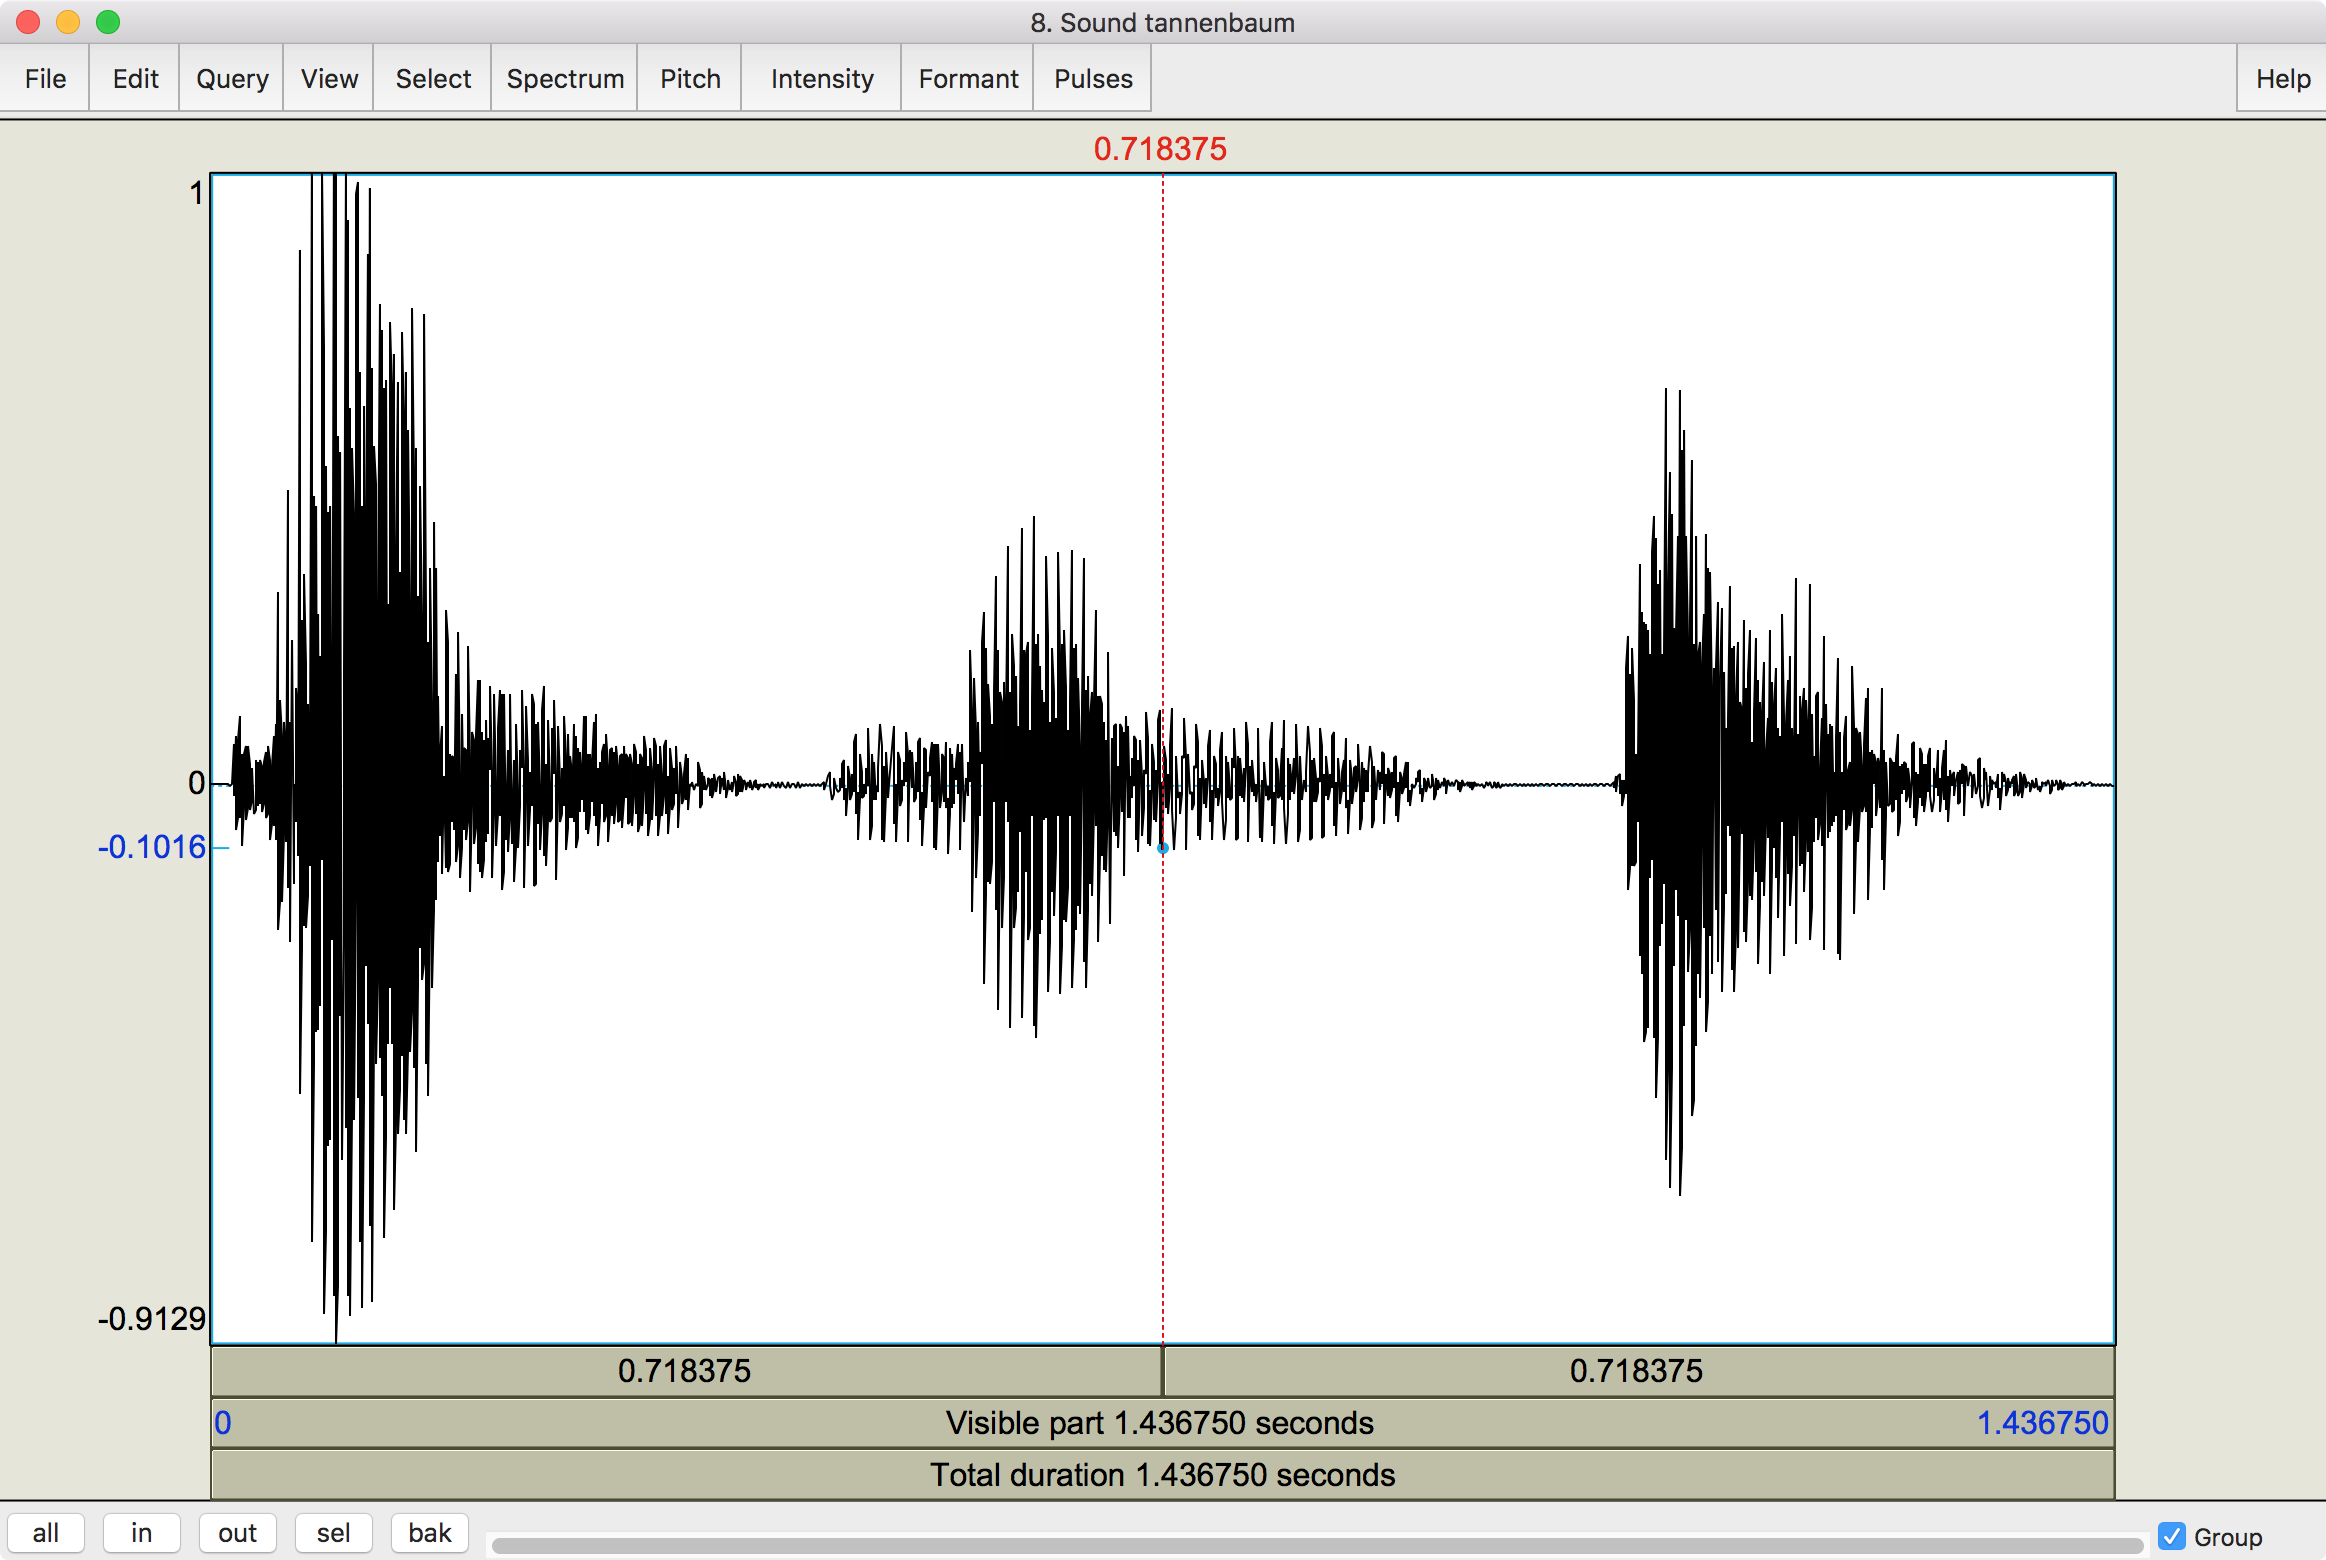 8. Sound tannenbaum
File Edit Query View Select Spectrum Pitch Intensity Formant Pulses Help
0.718375
1
0
-0.1016
-0.9129
0.718375 0.718375
0 Visible part 1.436750 seconds 1.436750
Total duration 1.436750 seconds
all in out sel bak Group